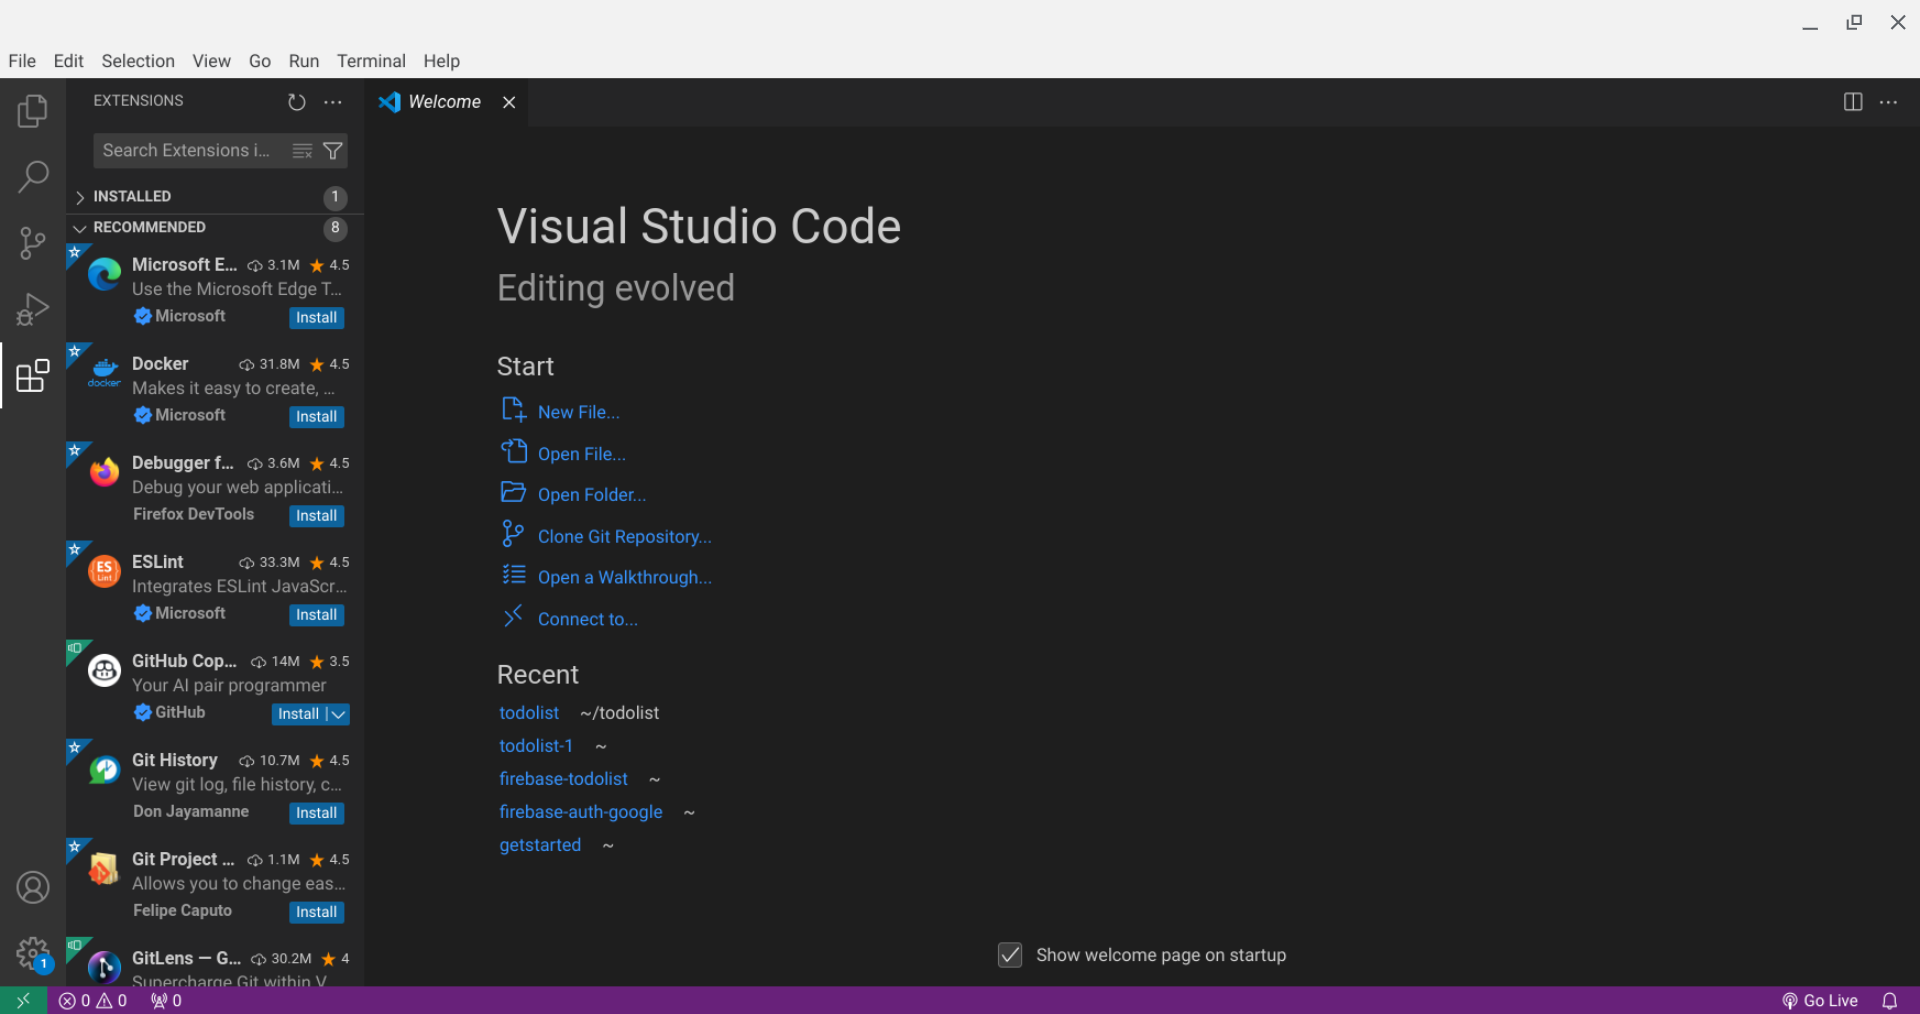 File Edit Selection View Go Run Terminal Help
EXTENSIONS
Welcome
Search Extensions i...
INSTALLED 1
RECOMMENDED 8
Microsoft E... 3.1M 4.5
Use the Microsoft Edge T...
Microsoft Install
Docker 31.8M 4.5
docker
Makes it easy to create, ...
Microsoft Install
Debugger f... 3.6M 4.5
Debug your web applicati...
Firefox DevTools Install
ESLint 33.3M 4.5
ES
Lint
Integrates ESLint JavaScr...
Microsoft Install
GitHub Cop... 14M 3.5
Your AI pair programmer
GitHub Install
Git History 10.7M 4.5
View git log, file history, c...
Don Jayamanne Install
Git Project ... 1.1M 4.5
Allows you to change eas...
Felipe Caputo Install
GitLens — G... 30.2M 4
Supercharge Git within V
1
Visual Studio Code
Editing evolved
Start
New File...
Open File...
Open Folder...
Clone Git Repository...
Open a Walkthrough...
Connect to...
Recent
todolist ~/todolist
todolist-1 ~
firebase-todolist ~
firebase-auth-google ~
getstarted ~
Show welcome page on startup
0 0 0 Go Live